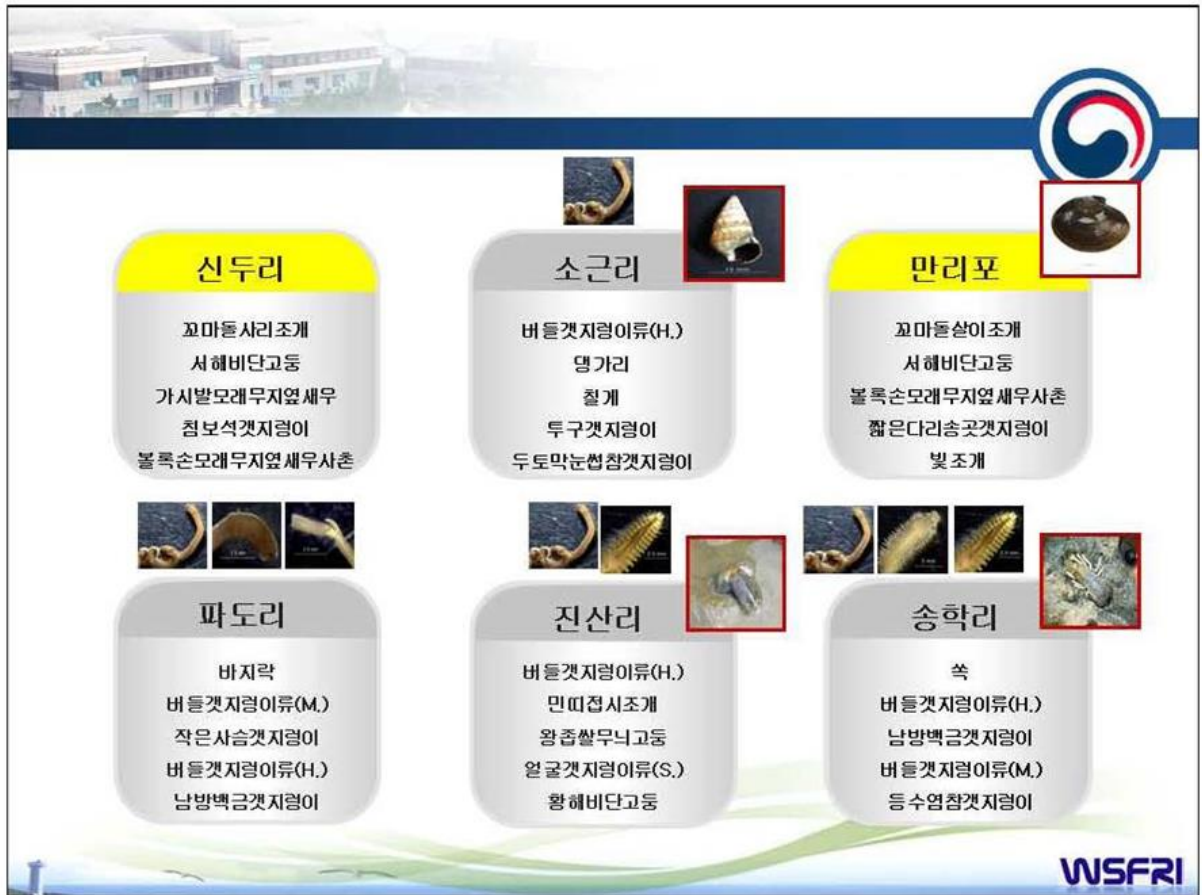 신두리
꼬마돌사리조개
서해비단고둥
가시발모래무지옆새우
침보석갯지렁이
볼록손모래무지옆새우사촌
소근리
버들갯지렁이류(H.)
댕가리
칠게
투구갯지렁이
두토막눈썹참갯지렁이
만리포
꼬마돌살이조개
서해비단고둥
볼록손모래무지옆새우사촌
짧은다리송곳갯지렁이
빛조개
파도리
바지락
버들갯지렁이류(M.)
작은사슴갯지렁이
버들갯지렁이류(H.)
남방백금갯지렁이
진산리
버들갯지렁이류(H.)
민띠접시조개
왕좁쌀무늬고둥
얼굴갯지렁이류(S.)
황해비단고둥
송학리
쏙
버들갯지렁이류(H.)
남방백금갯지렁이
버들갯지렁이류(M.)
등수염참갯지렁이
WSFRI